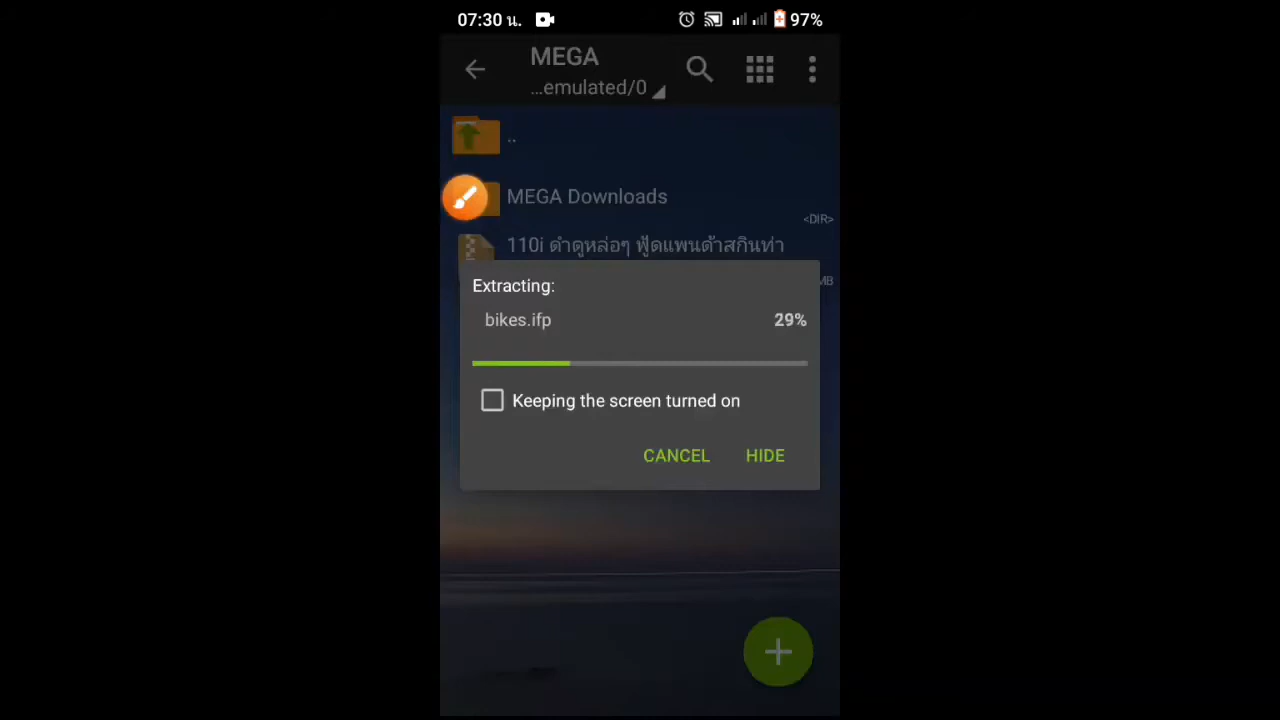 07:30 น. 97%
MEGA
...emulated/0
..
MEGA Downloads
<DIR>
110i ดำดูหล่อๆ ฟู้ดแพนด้าสกินท่า
MB
Extracting:
bikes.ifp 29%
Keeping the screen turned on
CANCEL HIDE